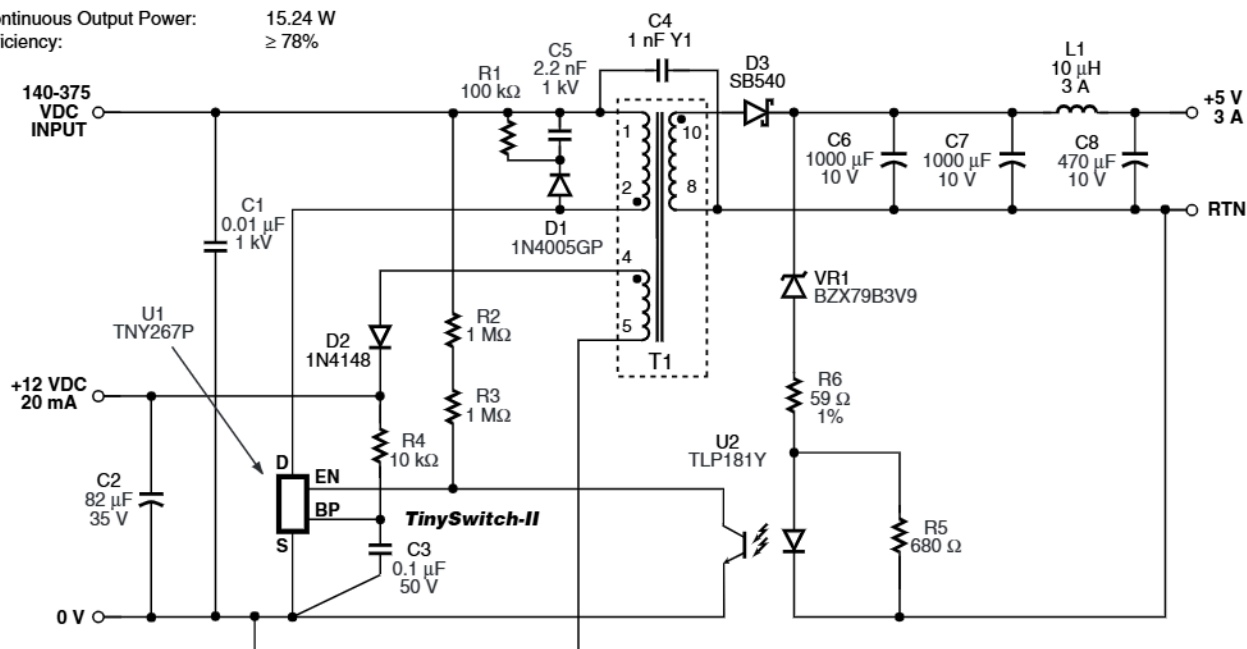 ontinuous Output Power: 15.24 W
ficiency: ≥ 78%
C4
1 nF Y1
C5
2.2 nF
1 kV
R1
100 kΩ
D3
SB540
L1
10 µH
3 A
140-375
VDC
INPUT
+5 V
3 A
1
10
C6
1000 µF
10 V
C7
1000 µF
10 V
C8
470 µF
10 V
2
8
C1
0.01 µF
1 kV
D1
1N4005GP
RTN
4
VR1
BZX79B3V9
U1
TNY267P
D2
1N4148
R2
1 MΩ
5
T1
+12 VDC
20 mA
R3
1 MΩ
R6
59 Ω
1%
R4
10 kΩ
U2
TLP181Y
D
EN
C2
82 µF
35 V
BP
TinySwitch-II
S
R5
680 Ω
C3
0.1 µF
50 V
0 V